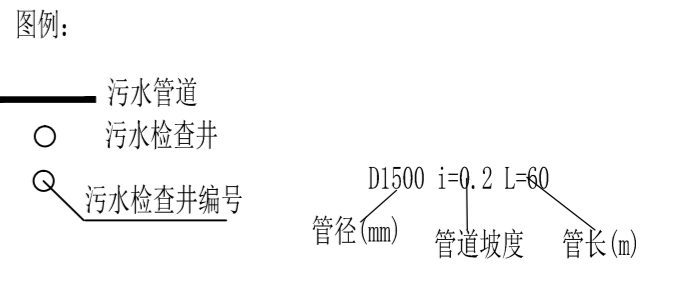 图例：
污水管道
污水检查井
污水检查井编号
D1500 i=0.2 L=60
管径(mm)
管道坡度
管长(m)